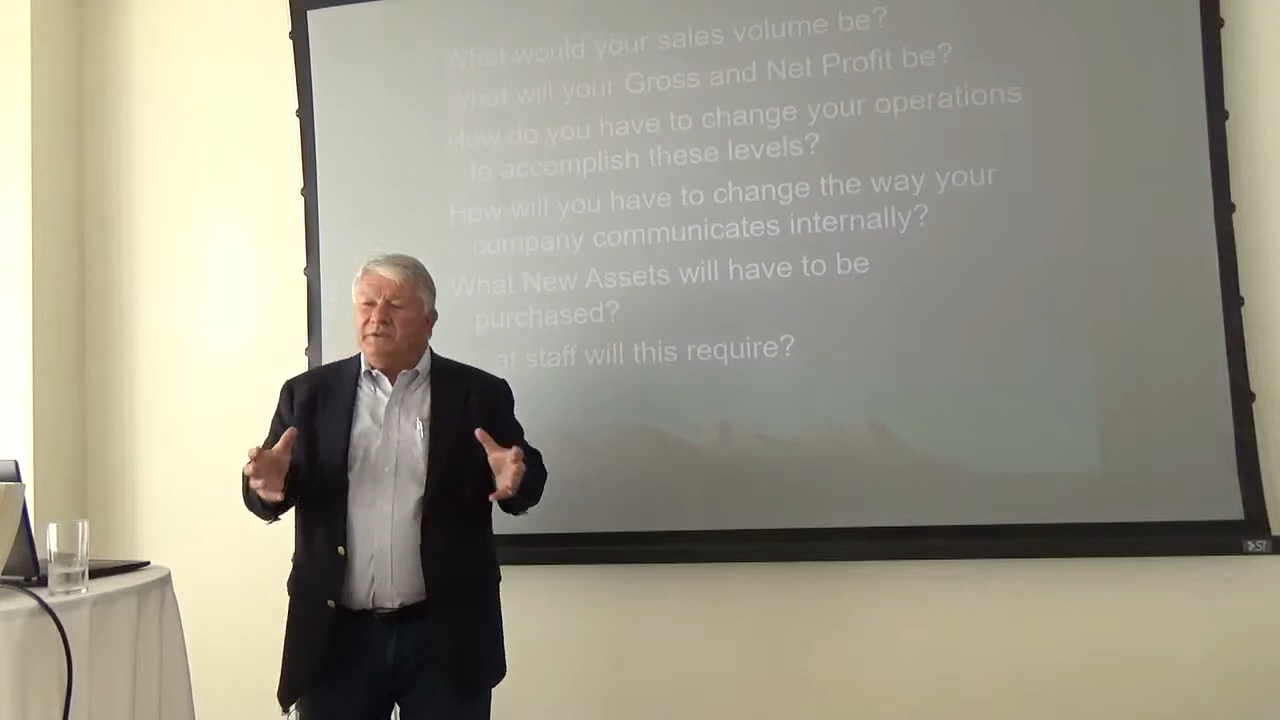 What would your sales volume be?
What will your Gross and Net Profit be?
How do you have to change your operations
to accomplish these levels?
How will you have to change the way your
company communicates internally?
What New Assets will have to be
purchased?
at staff will this require?
SI